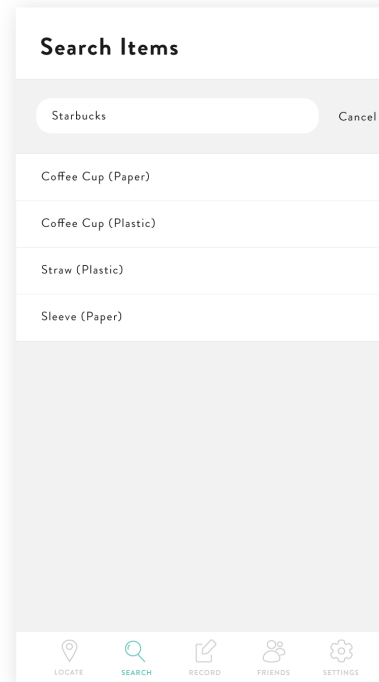 Search Items
Starbucks Cancel
Coffee Cup (Paper)
Coffee Cup (Plastic)
Straw (Plastic)
Sleeve (Paper)
LOCATE SEARCH RECORD FRIENDS SETTINGS